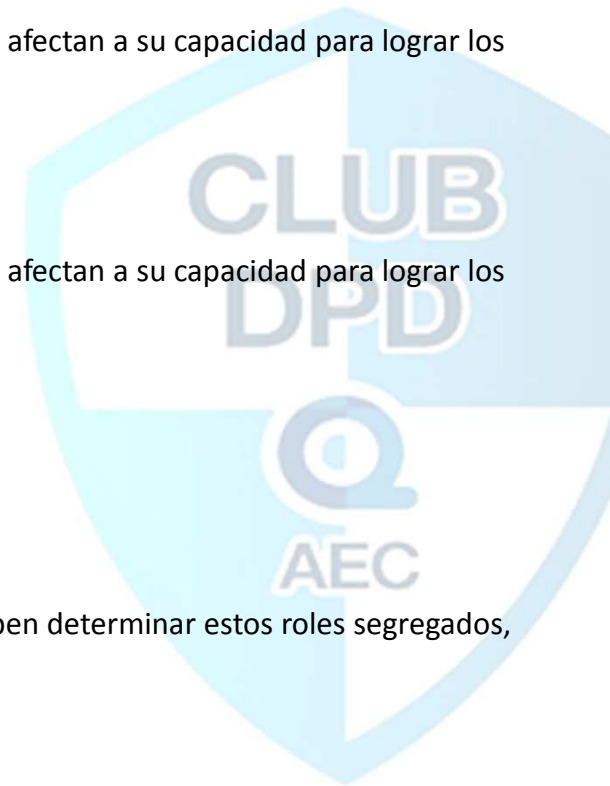 afectan a su capacidad para lograr los
CLUB
afectan a su capacidad para lograr los
DPD
Q
AEC
determinar estos roles segregados,